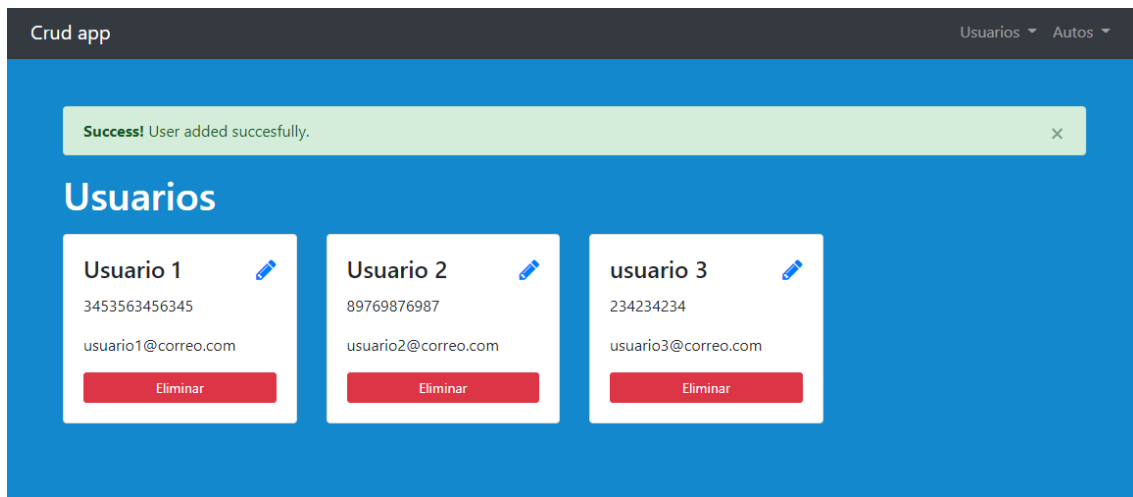 Crud app
Usuarios Autos
Success! User added succesfully. ×
Usuarios
Usuario 1
3453563456345
usuario1@correo.com
Eliminar
Usuario 2
89769876987
usuario2@correo.com
Eliminar
usuario 3
234234234
usuario3@correo.com
Eliminar